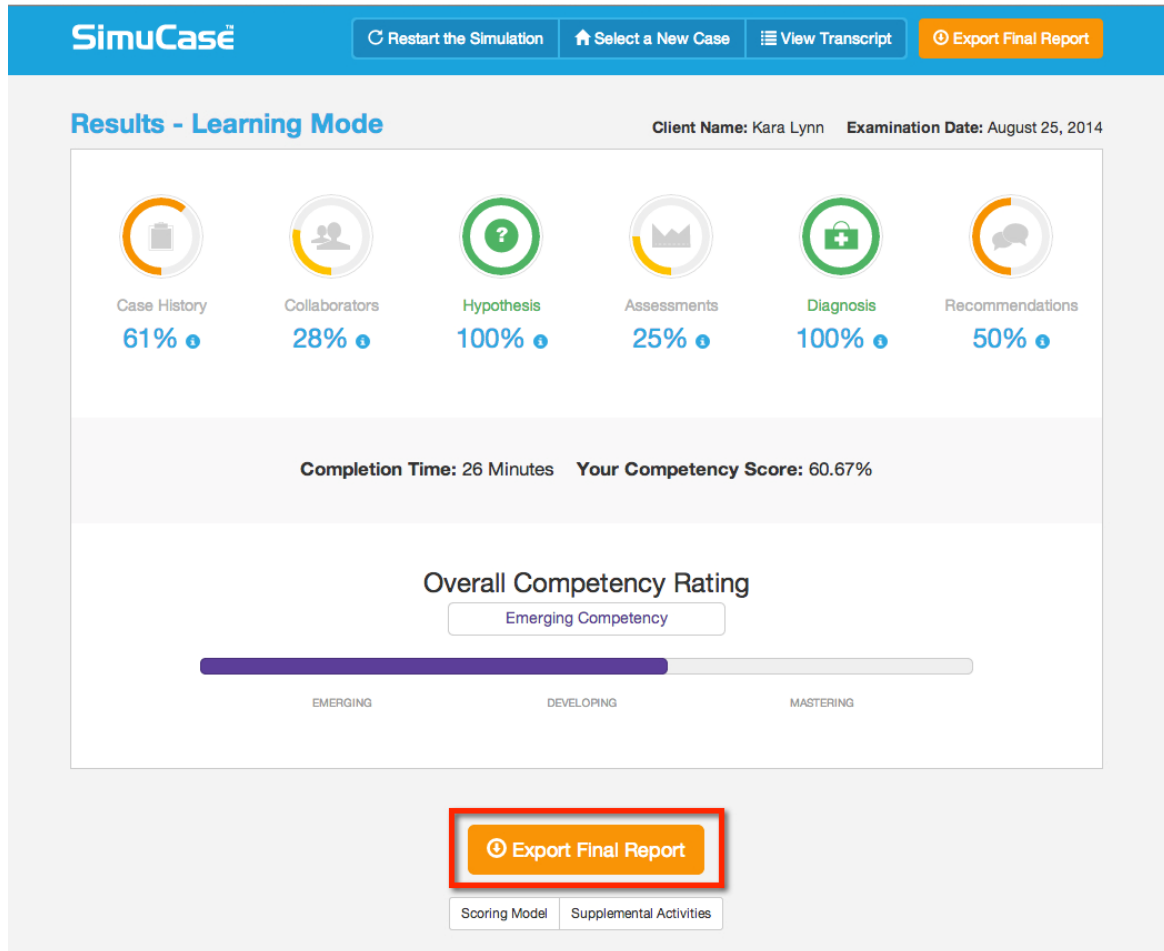 SimuCase™
Restart the Simulation Select a New Case View Transcript Export Final Report
Results - Learning Mode
Client Name: Kara Lynn Examination Date: August 25, 2014
Case History Collaborators Hypothesis Assessments Diagnosis Recommendations
61% 28% 100% 25% 100% 50%
Completion Time: 26 Minutes Your Competency Score: 60.67%
Overall Competency Rating
Emerging Competency
EMERGING DEVELOPING MASTERING
Export Final Report
Scoring Model Supplemental Activities